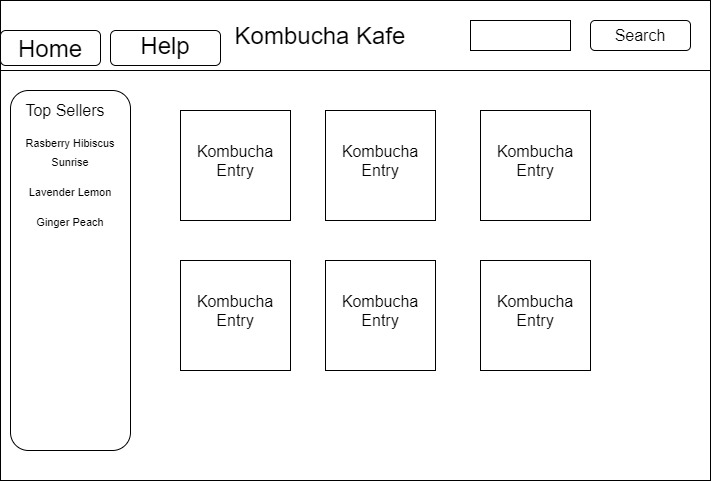 Home
Help
Kombucha Kafe
Search
Top Sellers
Rasberry Hibiscus
Sunrise
Lavender Lemon
Ginger Peach
Kombucha
Entry
Kombucha
Entry
Kombucha
Entry
Kombucha
Entry
Kombucha
Entry
Kombucha
Entry